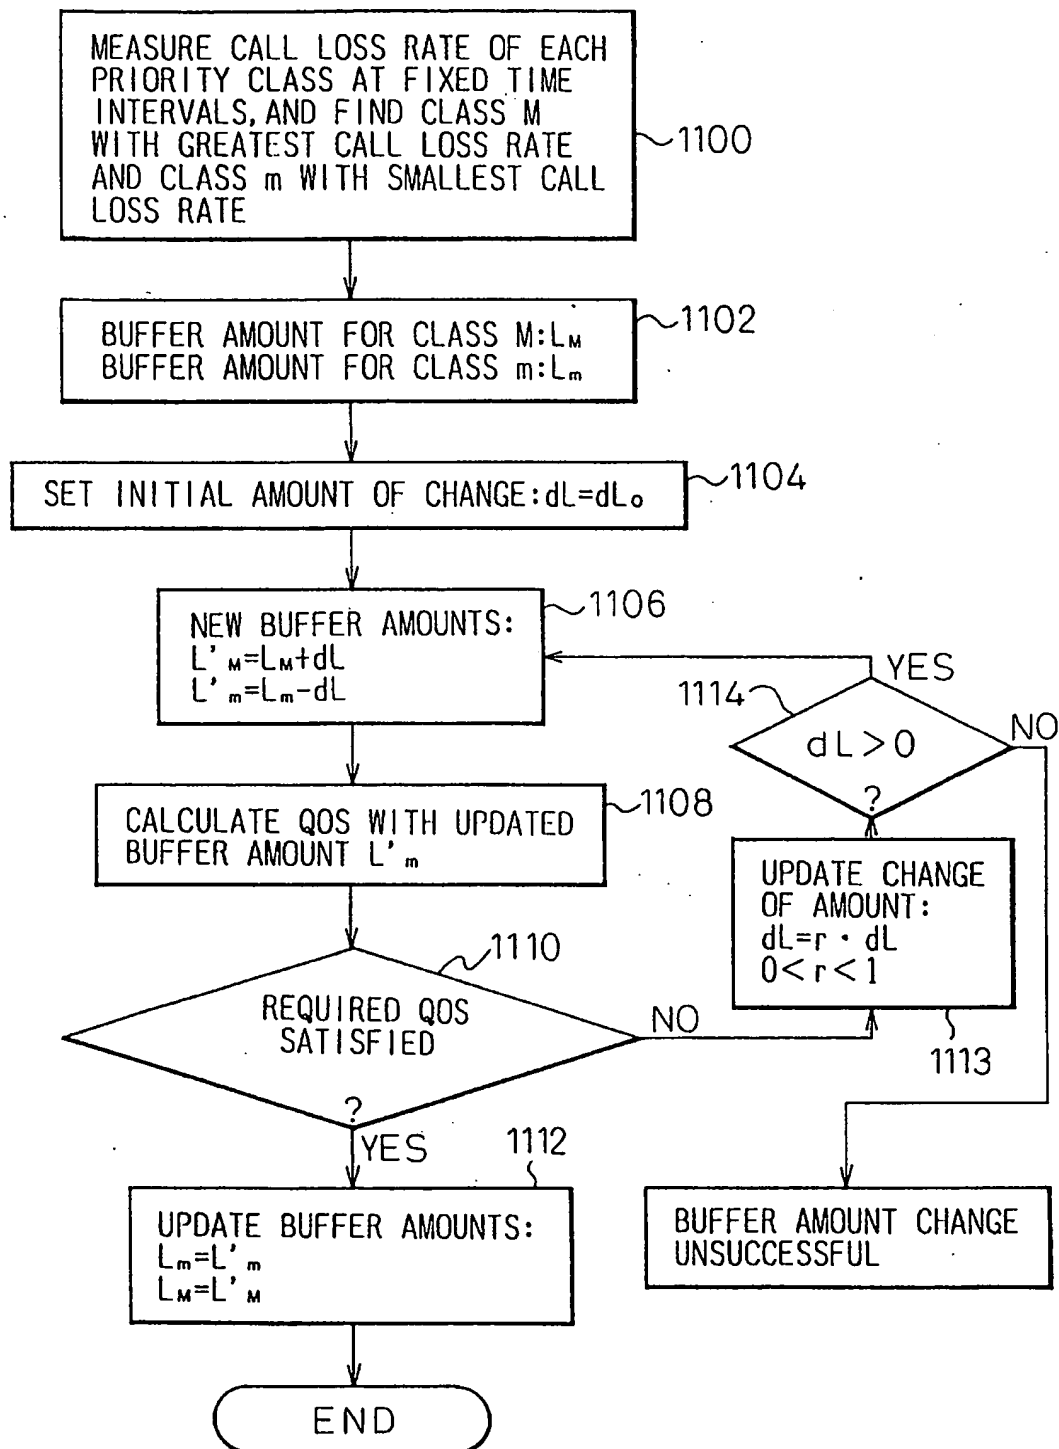 MEASURE CALL LOSS RATE OF EACH
PRIORITY CLASS AT FIXED TIME
INTERVALS, AND FIND CLASS M
WITH GREATEST CALL LOSS RATE
AND CLASS m WITH SMALLEST CALL
LOSS RATE
1100
BUFFER AMOUNT FOR CLASS M:LM
BUFFER AMOUNT FOR CLASS m:Lm
1102
SET INITIAL AMOUNT OF CHANGE:dL=dLo
1104
NEW BUFFER AMOUNTS:
L'M=LM+dL
L'm=Lm-dL
1106
CALCULATE QOS WITH UPDATED
BUFFER AMOUNT L'm
1108
REQUIRED QOS
SATISFIED
?
1110
NO
YES
UPDATE CHANGE
OF AMOUNT:
dL=r・dL
0<r<1
1113
dL>0
?
1114
YES
NO
UPDATE BUFFER AMOUNTS:
Lm=L'm
LM=L'M
1112
BUFFER AMOUNT CHANGE
UNSUCCESSFUL
END